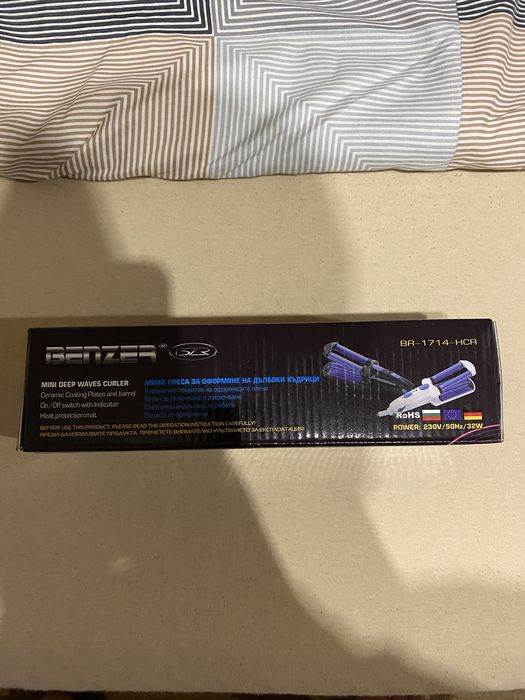 BENZER® DLS
BR-1714-HCR
MINI DEEP WAVES CURLER
Ceramic Coating Plates and barrel
On/Off switch with Indicator
Heat protection mat
МИНИ ПРЕСА ЗА ОФОРМЯНЕ НА ДЪЛБОКИ КЪДРИЦИ
Керамично покритие на оформящите плочи
Бутон за включване и изключване
Светлинен индикатор за работа
Защита от прегряване
RoHS
POWER: 230V/50Hz/32W
BEFORE USE THIS PRODUCT, PLEASE READ THE OPERATION INSTRUCTION CAREFULLY!
ПРЕДИ ДА ИЗПОЛЗВАТЕ ПРОДУКТА, ПРОЧЕТЕТЕ ВНИМАТЕЛНО УПЪТВАНЕТО ЗА ЕКСПЛОАТАЦИЯ!